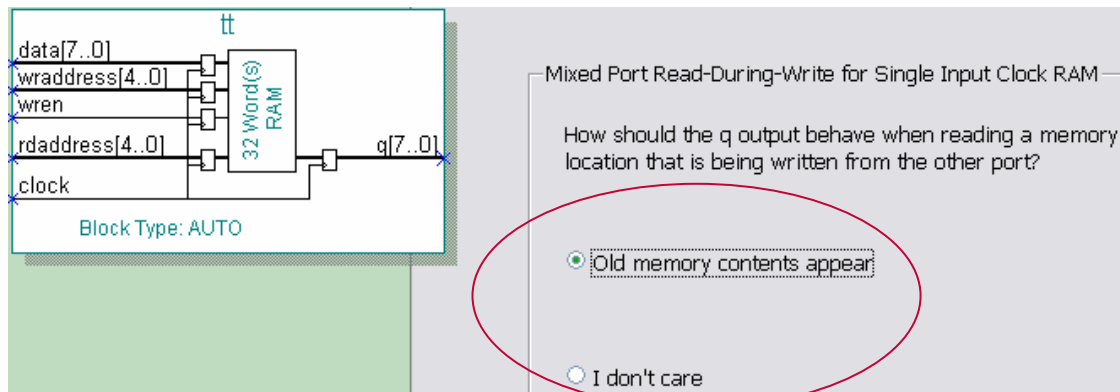 tt
data[7..0]
wraddress[4..0]
wren
rdaddress[4..0]
clock
32 Word(s)
RAM
q[7..0]
Block Type: AUTO
Mixed Port Read-During-Write for Single Input Clock RAM
How should the q output behave when reading a memory
location that is being written from the other port?
Old memory contents appear
I don't care